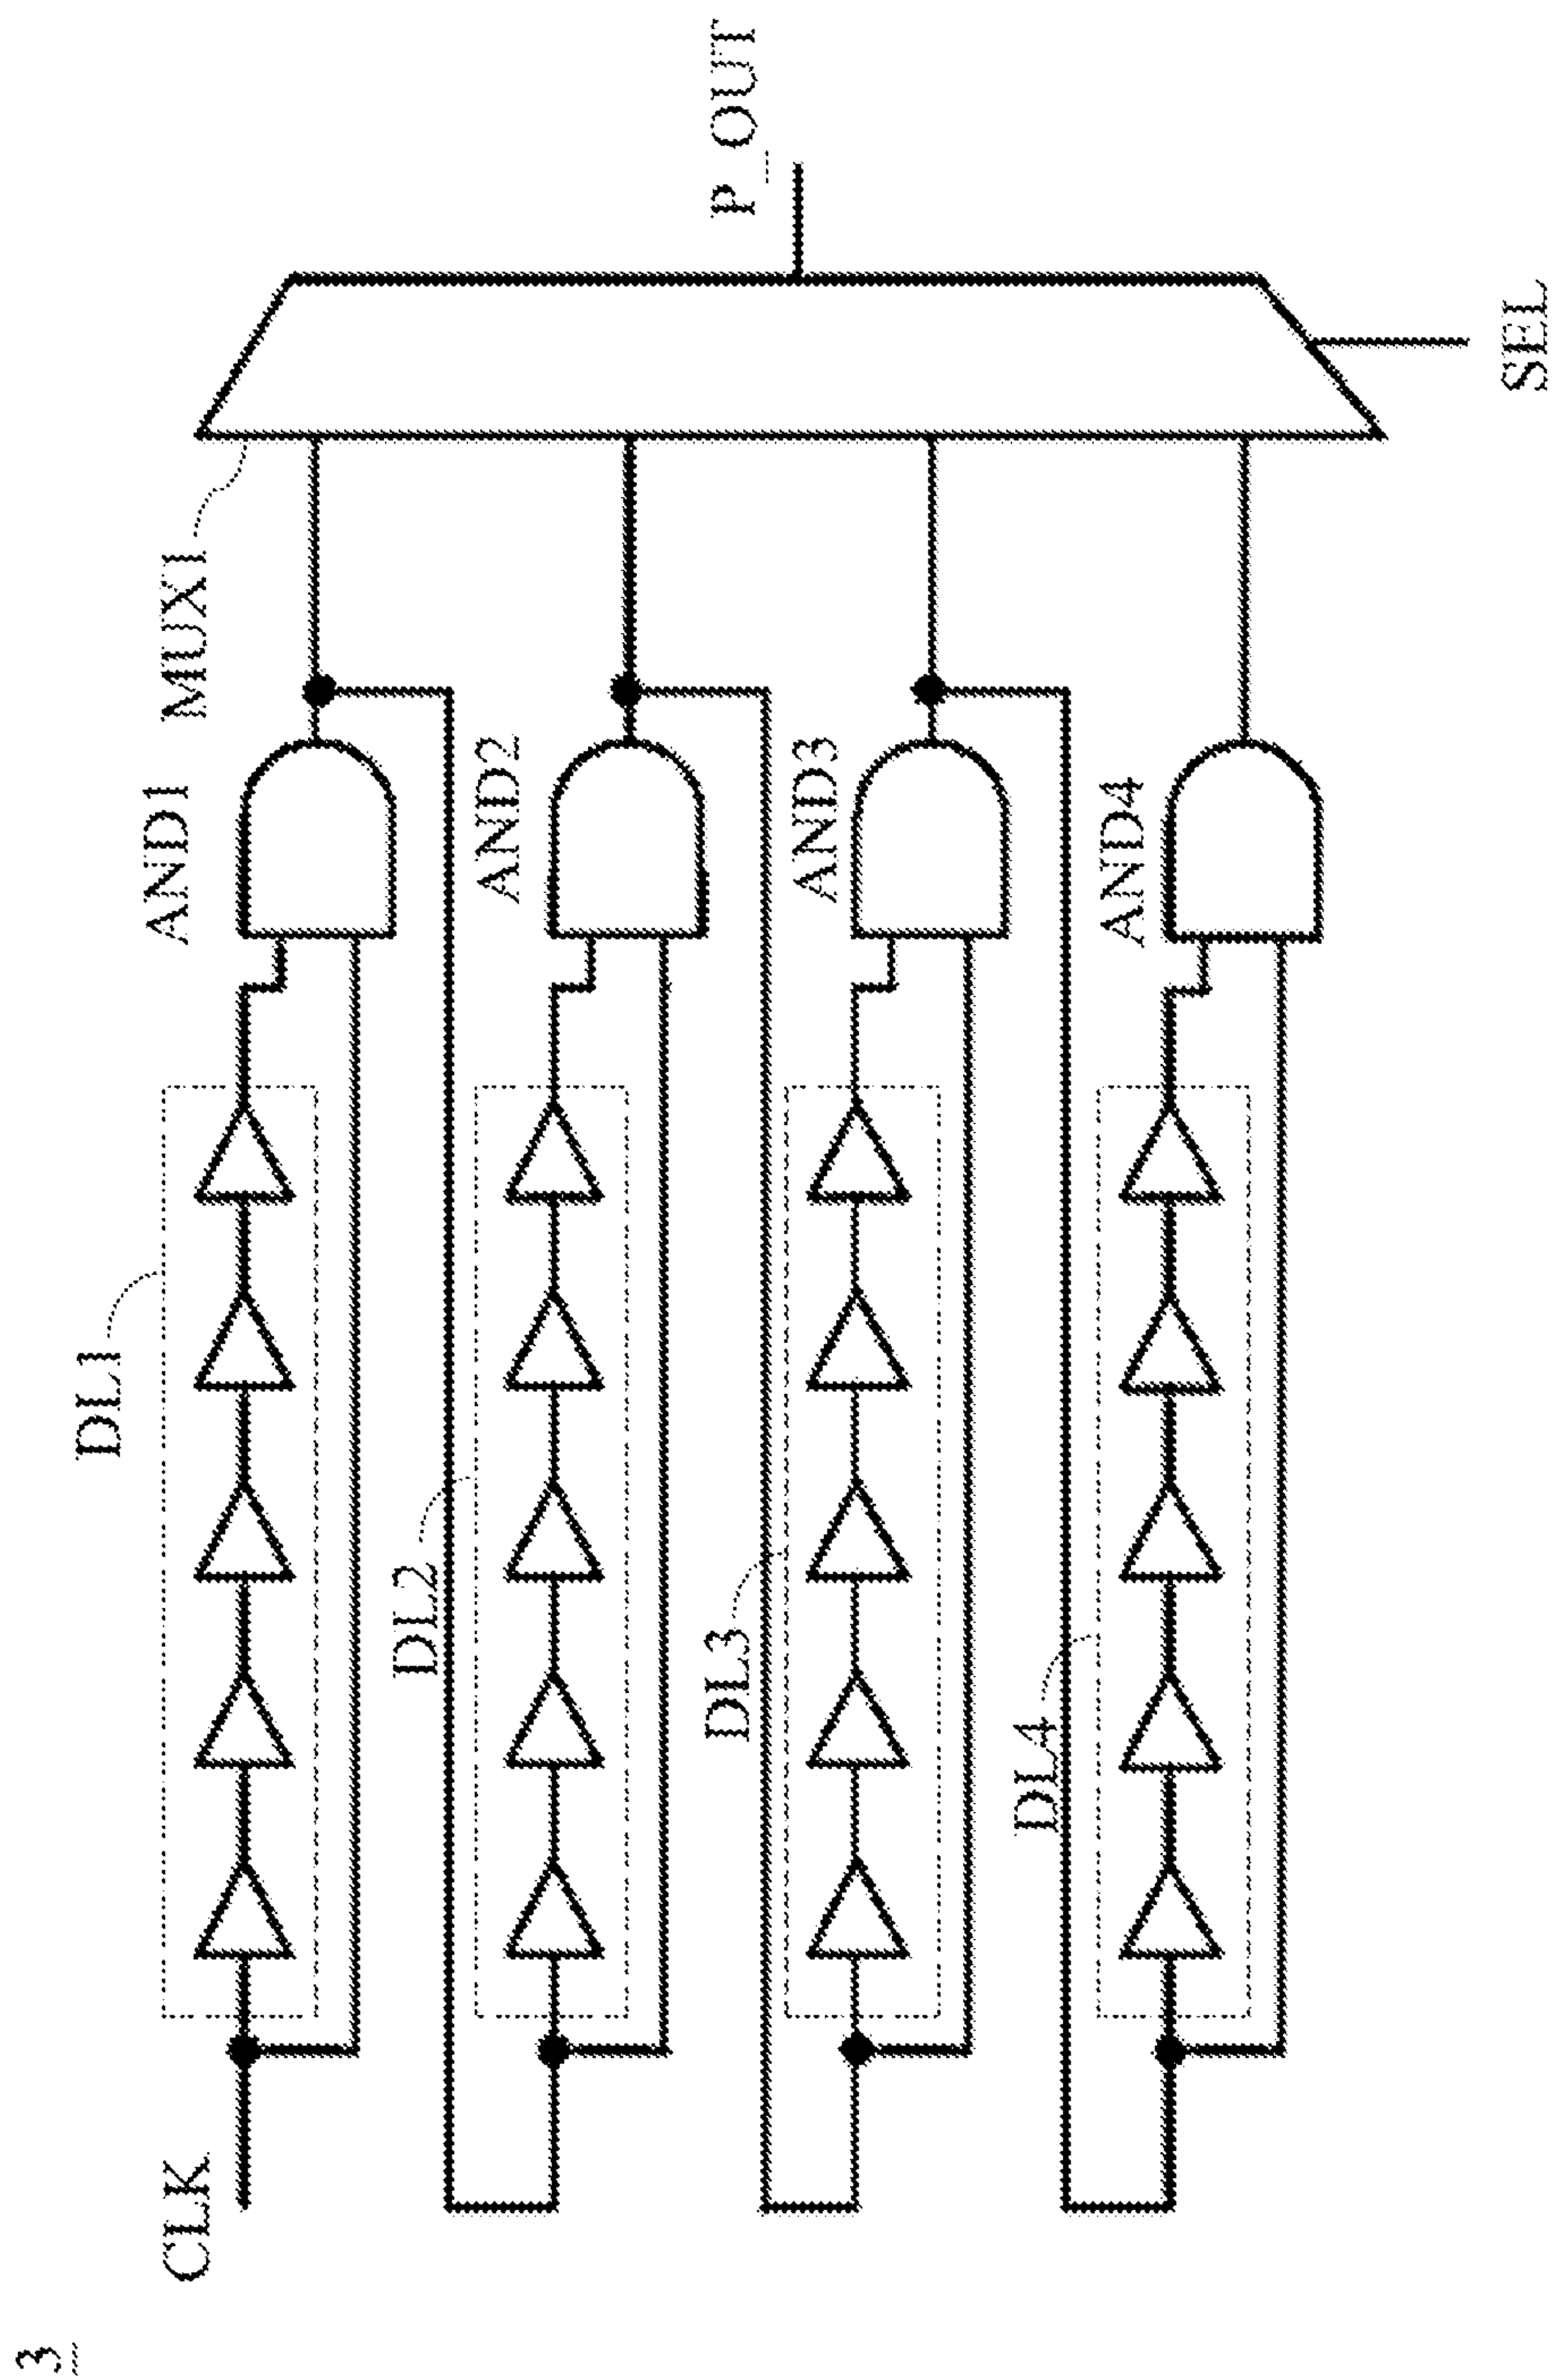 3
CLK
DL1
AND1
MUX1
DL2
AND2
P_OUT
DL3
AND3
DL4
AND4
SEL